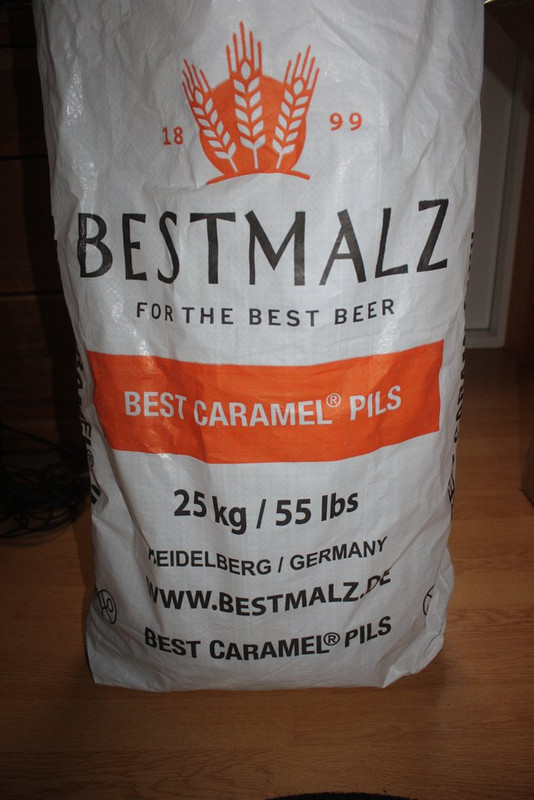 18 99
BESTMALZ
FOR THE BEST BEER
BEST CARAMEL® PILS
25 kg / 55 lbs
HEIDELBERG / GERMANY
WWW.BESTMALZ.DE
BEST CARAMEL® PILS